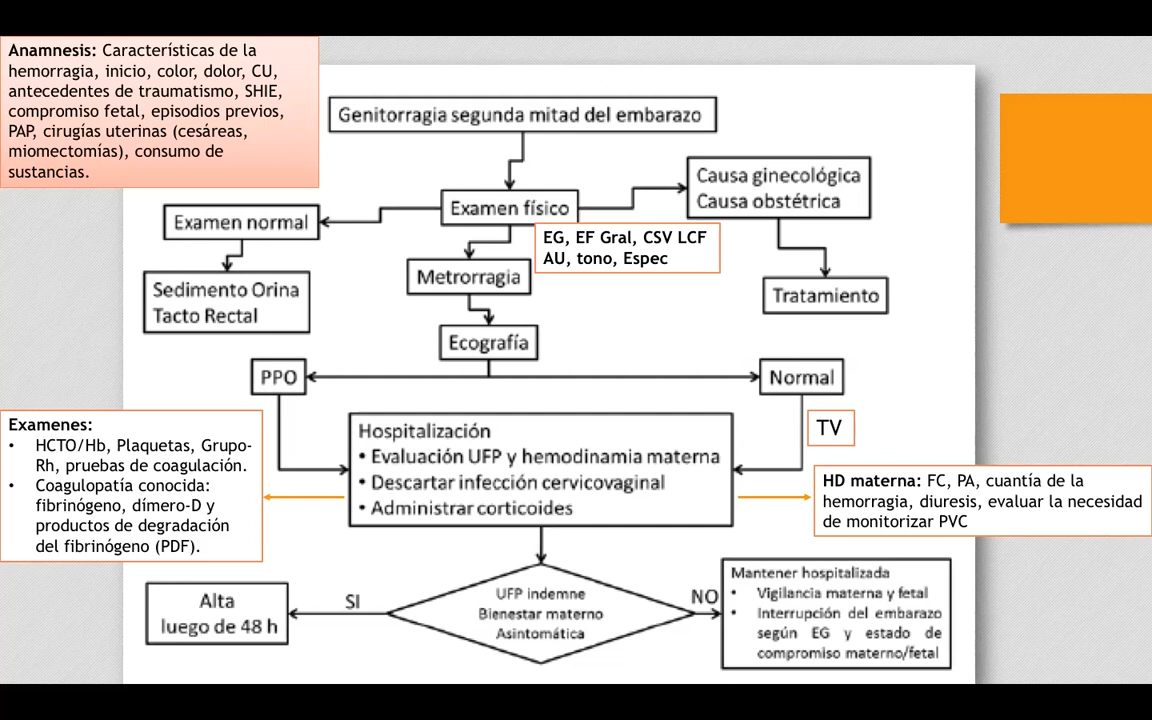 Anamnesis: Características de la
hemorragia, inicio, color, dolor, CU,
antecedentes de traumatismo, SHIE,
compromiso fetal, episodios previos,
PAP, cirugías uterinas (cesáreas,
miomectomías), consumo de
sustancias.
Genitorragia segunda mitad del embarazo
Causa ginecológica
Causa obstétrica
Examen físico
Examen normal
EG, EF Gral, CSV LCF
AU, tono, Espec
Metrorragia
Sedimento Orina
Tacto Rectal
Tratamiento
Ecografía
PPO
Normal
TV
Examenes:
• HCTO/Hb, Plaquetas, Grupo-
Rh, pruebas de coagulación.
• Coagulopatía conocida:
fibrinógeno, dímero-D y
productos de degradación
del fibrinógeno (PDF).
Hospitalización
• Evaluación UFP y hemodinamia materna
• Descartar infección cervicovaginal
• Administrar corticoides
HD materna: FC, PA, cuantía de la
hemorragia, diuresis, evaluar la necesidad
de monitorizar PVC
Alta
luego de 48 h
SI
UFP indemne
Bienestar materno
Asintomática
NO
Mantener hospitalizada
• Vigilancia materna y fetal
• Interrupción del embarazo
según EG y estado de
compromiso materno/fetal